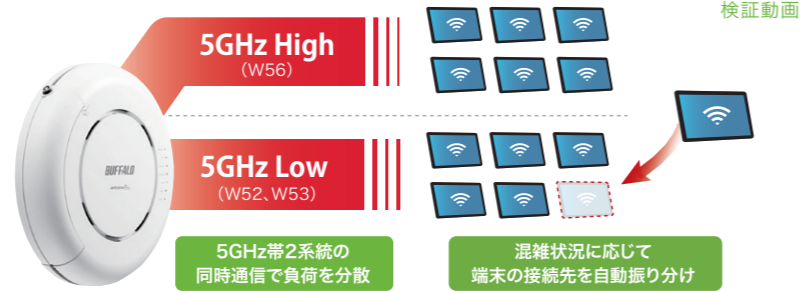 検証動画
5GHz High
(W56)
BUFFALO
5GHz Low
(W52、W53)
5GHz帯2系統の
同時通信で負荷を分散
混雑状況に応じて
端末の接続先を自動振り分け